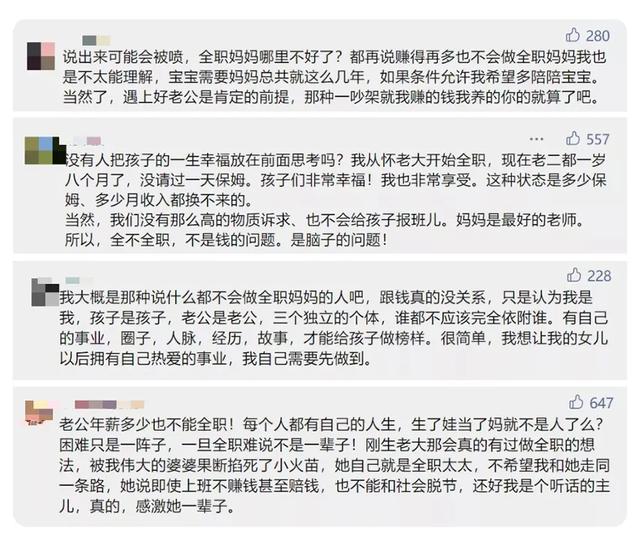 280
说出来可能会被喷，全职妈妈哪里不好了？都再说赚得再多也不会做全职妈妈我也
是不太能理解，宝宝需要妈妈总共就这么几年，如果条件允许我希望多陪陪宝宝。
当然了，遇上好老公是肯定的前提，那种一吵架就我赚的钱我养的你的就算了吧。
... 557
没有人把孩子的一生幸福放在前面思考吗？我从怀老大开始全职，现在老二都一岁
八个月了，没请过一天保姆。孩子们非常幸福！我也非常享受。这种状态是多少保
姆、多少月收入都换不来的。
当然，我们没有那么高的物质诉求、也不会给孩子报班儿。妈妈是最好的老师。
所以，全不全职，不是钱的问题。是脑子的问题！
228
我大概是那种说什么都不会做全职妈妈的人吧，跟钱真的没关系，只是认为我是
我，孩子是孩子，老公是老公，三个独立的个体，谁都不应该完全依附谁。有自己
的事业，圈子，人脉，经历，故事，才能给孩子做榜样。很简单，我想让我的女儿
以后拥有自己热爱的事业，我自己需要先做到。
647
老公年薪多少也不能全职！每个人都有自己的人生，生了娃当了妈就不是人了么？
困难只是一阵子，一旦全职难说不是一辈子！刚生老大那会真的有过做全职的想
法，被我伟大的婆婆果断掐死了小火苗，她自己就是全职太太，不希望我和她走同
一条路，她说即使上班不赚钱甚至赔钱，也不能和社会脱节，还好我是个听话的主
儿，真的，感激她一辈子。